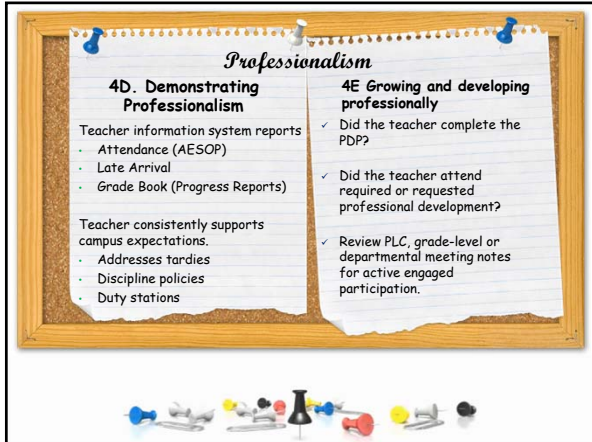 Professionalism
4D. Demonstrating
Professionalism
Teacher information system reports
• Attendance (AESOP)
• Late Arrival
• Grade Book (Progress Reports)
Teacher consistently supports
campus expectations.
• Addresses tardies
• Discipline policies
• Duty stations
4E Growing and developing
professionally
✓ Did the teacher complete the
PDP?
✓ Did the teacher attend
required or requested
professional development?
✓ Review PLC, grade-level or
departmental meeting notes
for active engaged
participation.